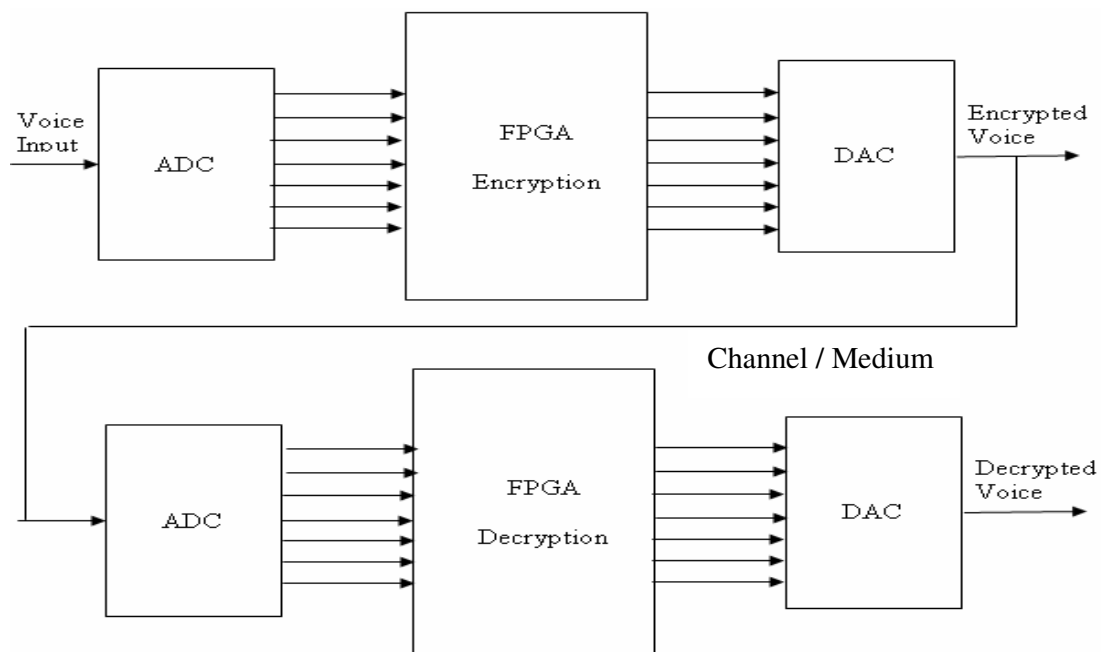 Voice
Input
ADC
FPGA
Encryption
DAC
Encrypted
Voice
Channel / Medium
ADC
FPGA
Decryption
DAC
Decrypted
Voice